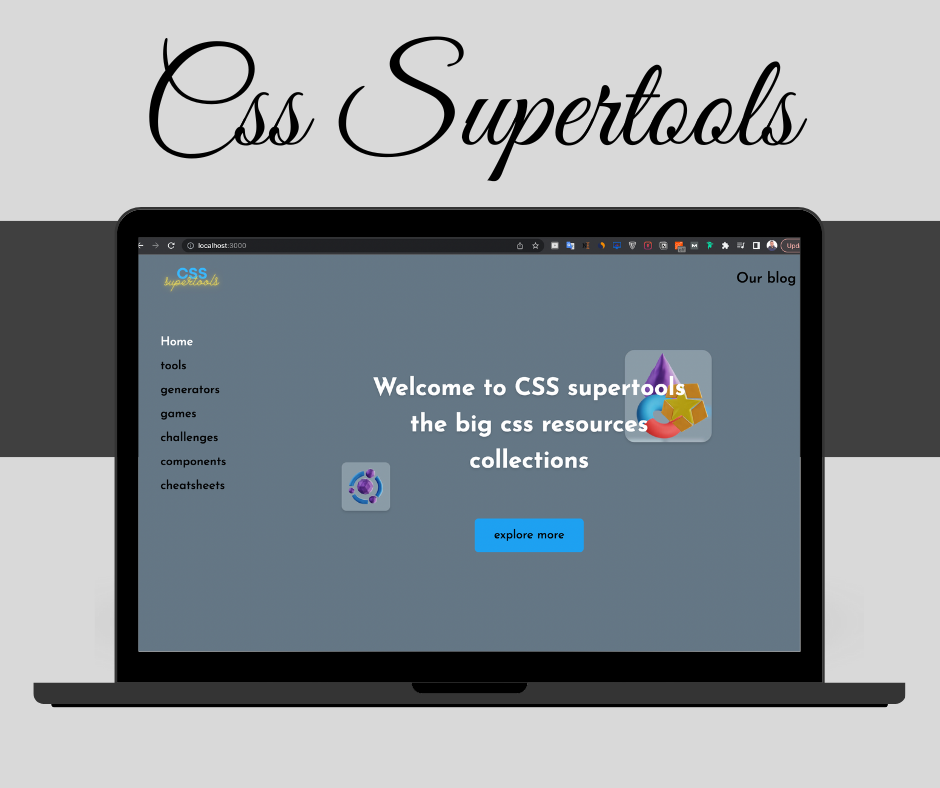 Css Supertools
localhost:3000
Upd
CSS
supertools
Our blog
Home
tools
generators
games
challenges
components
cheatsheets
Welcome to CSS supertools
the big css resources
collections
explore more